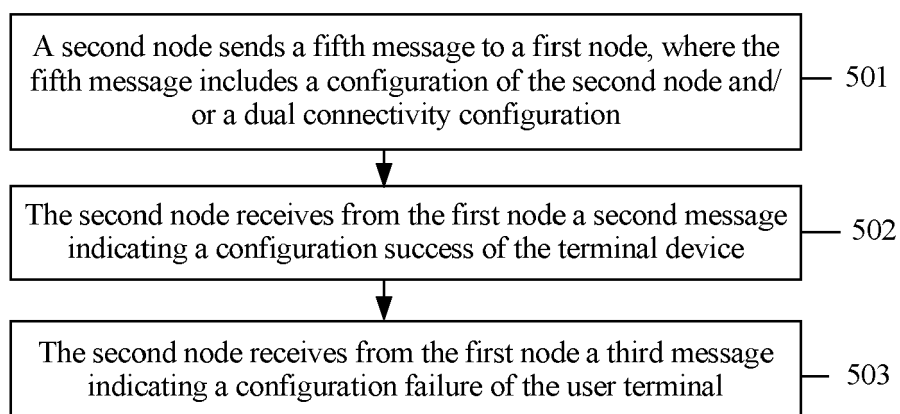 A second node sends a fifth message to a first node, where the
fifth message includes a configuration of the second node and/
or a dual connectivity configuration
501
The second node receives from the first node a second message
indicating a configuration success of the terminal device
502
The second node receives from the first node a third message
indicating a configuration failure of the user terminal
503